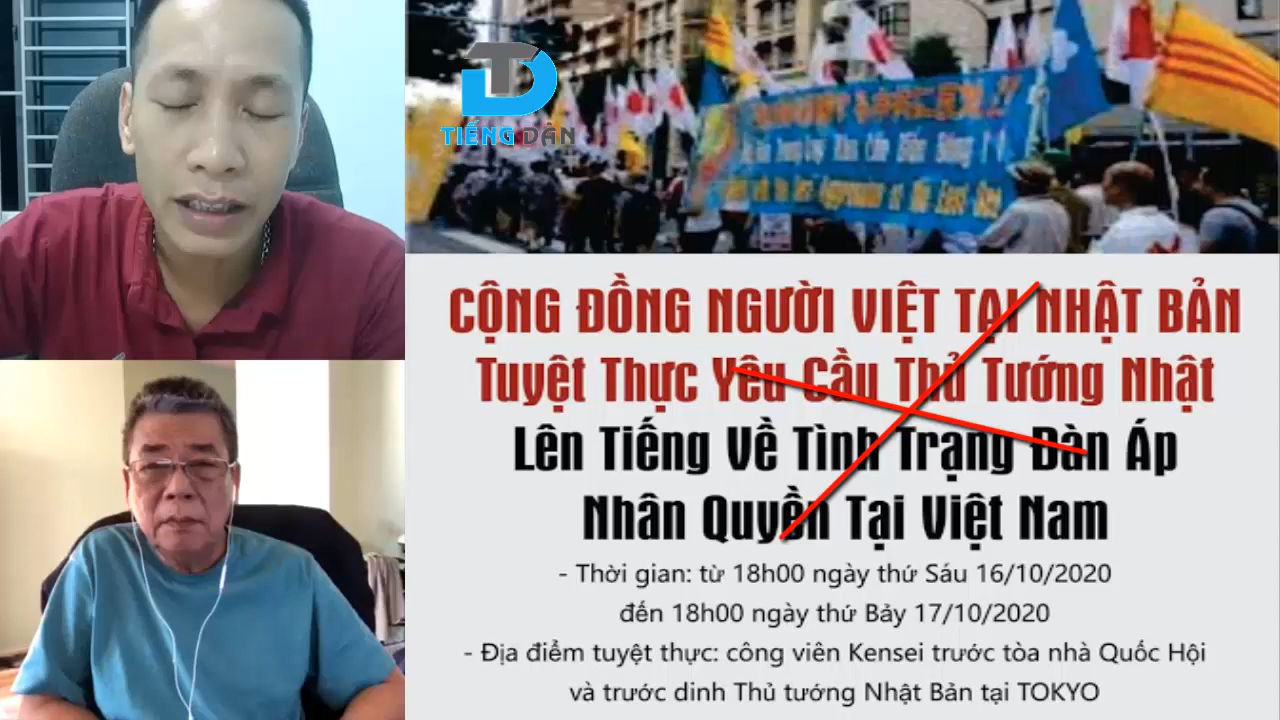 TD
TIẾNG DÂN
CỘNG ĐỒNG NGƯỜI VIỆT TẠI NHẬT BẢN
Tuyệt Thực Yêu Cầu Thủ Tướng Nhật
Lên Tiếng Về Tình Trạng Đàn Áp
Nhân Quyền Tại Việt Nam
- Thời gian: từ 18h00 ngày thứ Sáu 16/10/2020
đến 18h00 ngày thứ Bảy 17/10/2020
- Địa điểm tuyệt thực: công viên Kensei trước tòa nhà Quốc Hội
và trước dinh Thủ tướng Nhật Bản tại TOKYO